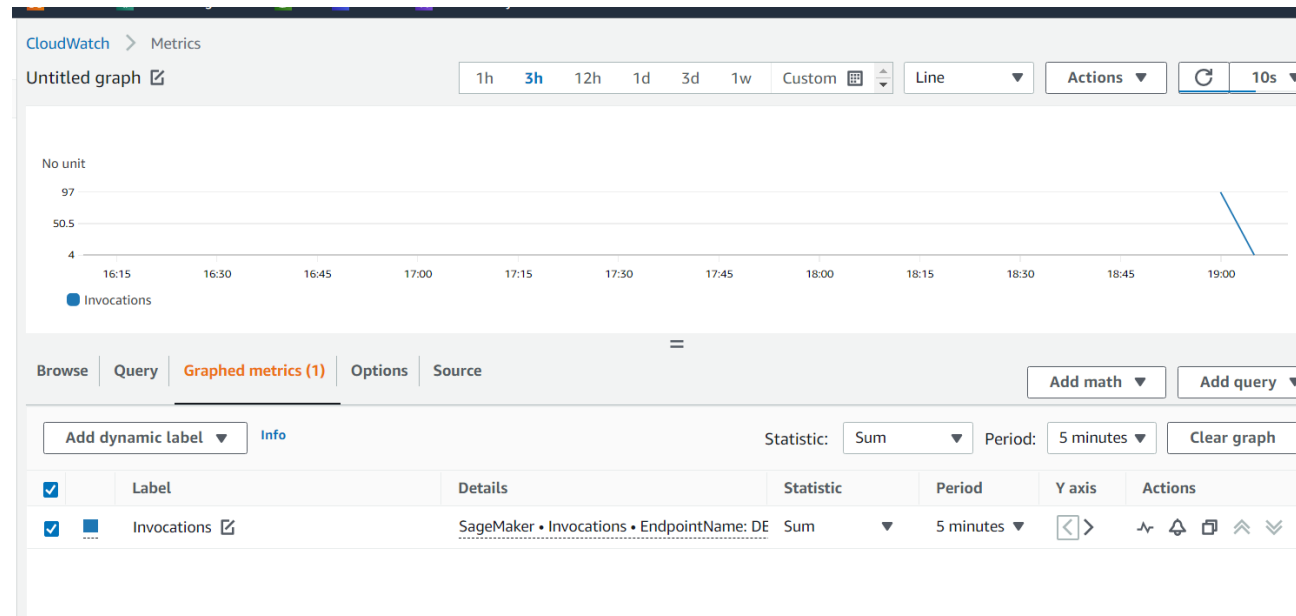 CloudWatch > Metrics
Untitled graph
1h 3h 12h 1d 3d 1w Custom Line Actions 10s
No unit
97
50.5
4
16:15 16:30 16:45 17:00 17:15 17:30 17:45 18:00 18:15 18:30 18:45 19:00
Invocations
Browse Query Graphed metrics (1) Options Source
Add math Add query
Add dynamic label Info Statistic: Sum Period: 5 minutes Clear graph
Label Details Statistic Period Y axis Actions
Invocations SageMaker • Invocations • EndpointName: DE Sum 5 minutes < >